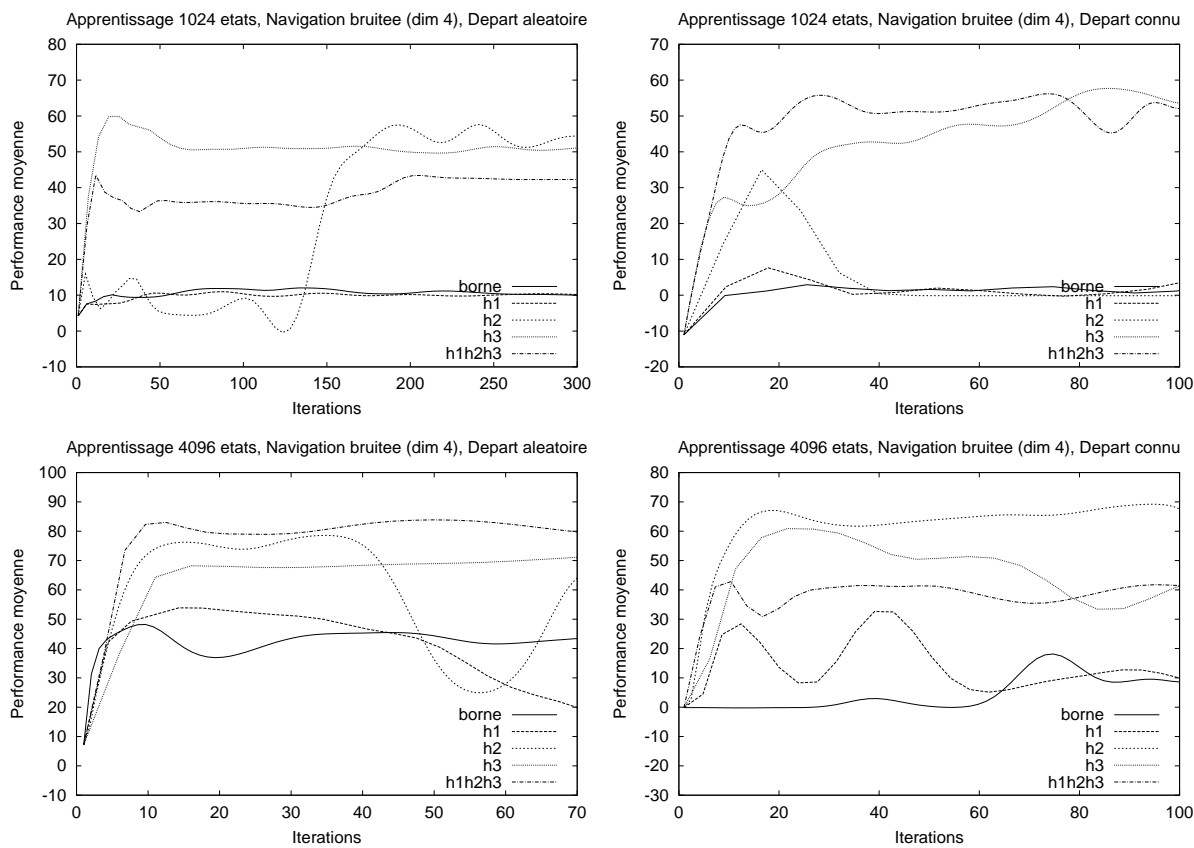 Apprentissage 1024 etats, Navigation bruitee (dim 4), Depart aleatoire
Performance moyenne
80
70
60
50
40
30
20
10
0
-10
0 50 100 150 200 250 300
Iterations
borne
h1
h2
h3
h1h2h3
Apprentissage 1024 etats, Navigation bruitee (dim 4), Depart connu
Performance moyenne
70
60
50
40
30
20
10
0
-10
-20
0 20 40 60 80 100
Iterations
borne
h1
h2
h3
h1h2h3
Apprentissage 4096 etats, Navigation bruitee (dim 4), Depart aleatoire
Performance moyenne
100
90
80
70
60
50
40
30
20
10
0
-10
0 10 20 30 40 50 60 70
Iterations
borne
h1
h2
h3
h1h2h3
Apprentissage 4096 etats, Navigation bruitee (dim 4), Depart connu
Performance moyenne
80
70
60
50
40
30
20
10
0
-10
-20
-30
0 20 40 60 80 100
Iterations
borne
h1
h2
h3
h1h2h3